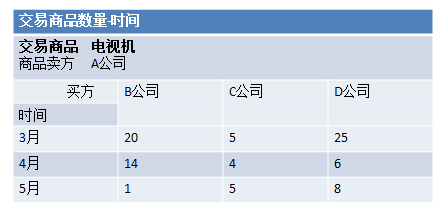 交易商品数量-时间
交易商品 电视机
商品卖方 A公司
买方 B公司 C公司 D公司
时间
3月 20 5 25
4月 14 4 6
5月 1 5 8